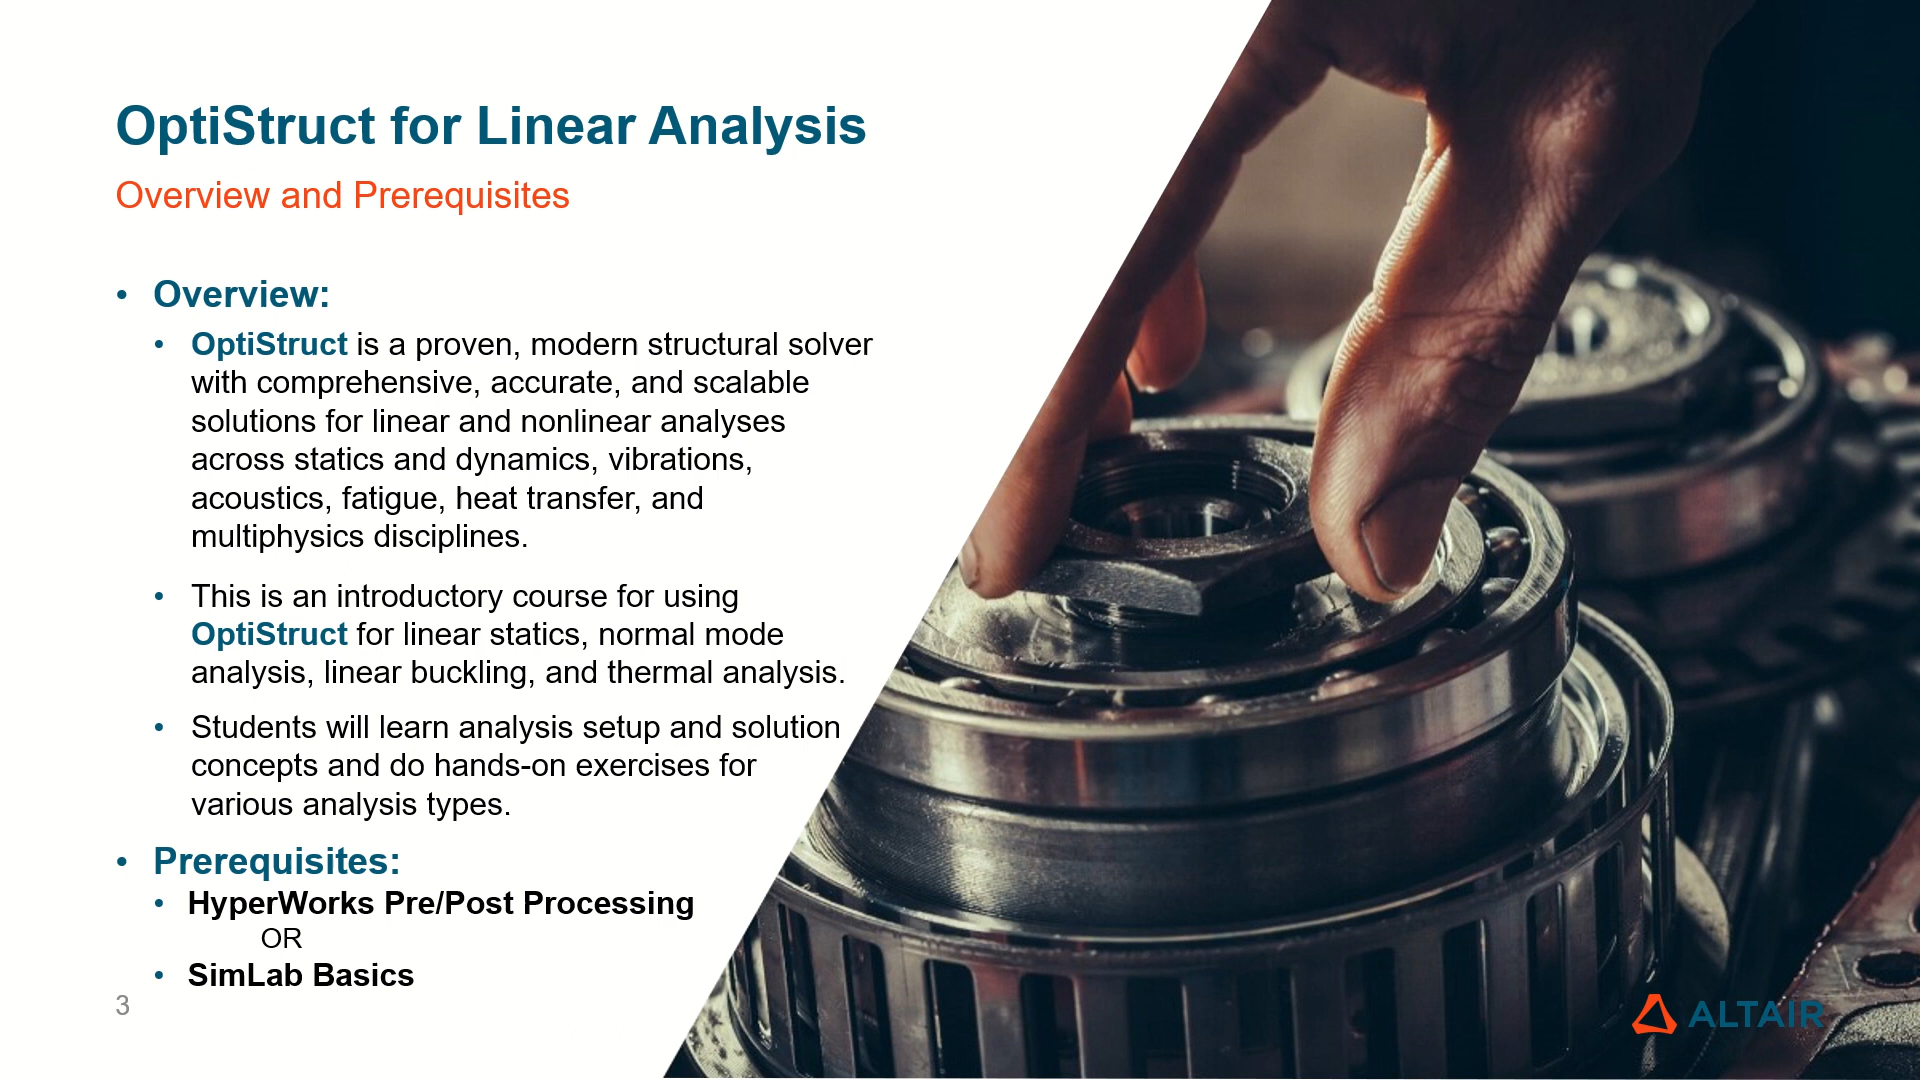 OptiStruct for Linear Analysis
Overview and Prerequisites
• Overview:
• OptiStruct is a proven, modern structural solver
with comprehensive, accurate, and scalable
solutions for linear and nonlinear analyses
across statics and dynamics, vibrations,
acoustics, fatigue, heat transfer, and
multiphysics disciplines.
• This is an introductory course for using
OptiStruct for linear statics, normal mode
analysis, linear buckling, and thermal analysis.
• Students will learn analysis setup and solution
concepts and do hands-on exercises for
various analysis types.
• Prerequisites:
• HyperWorks Pre/Post Processing
OR
• SimLab Basics
3
ALTAIR